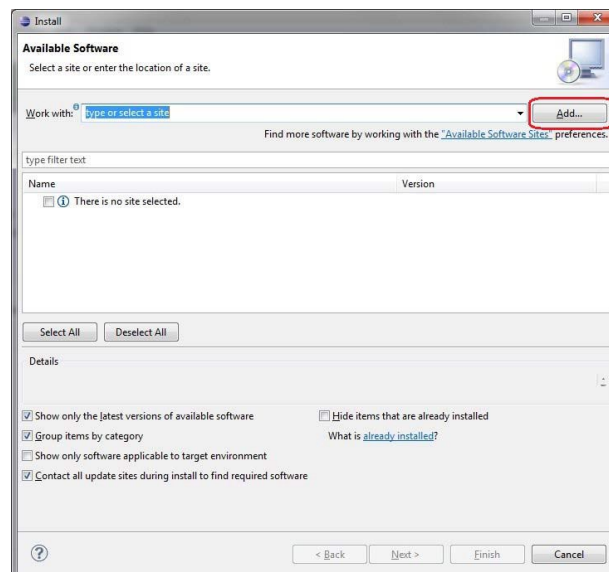 Install
Available Software
Select a site or enter the location of a site.
Work with: type or select a site Add...
Find more software by working with the "Available Software Sites" preferences.
type filter text
Name Version
There is no site selected.
Select All Deselect All
Details
Show only the latest versions of available software Hide items that are already installed
Group items by category What is already installed?
Show only software applicable to target environment
Contact all update sites during install to find required software
< Back Next > Finish Cancel